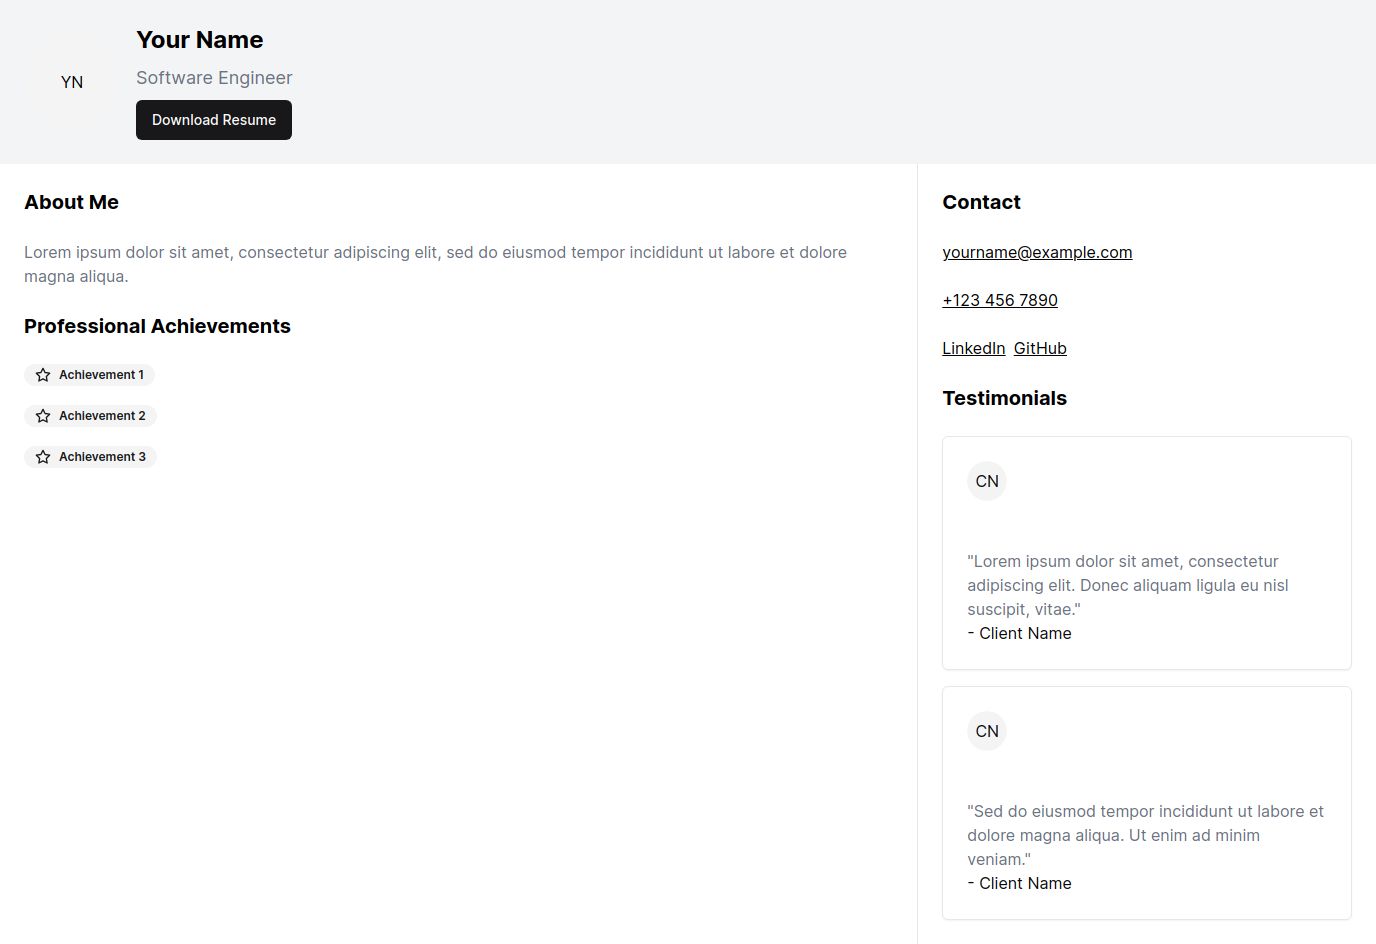 YN
Your Name
Software Engineer
Download Resume
About Me
Lorem ipsum dolor sit amet, consectetur adipiscing elit, sed do eiusmod tempor incididunt ut labore et dolore
magna aliqua.
Professional Achievements
Achievement 1
Achievement 2
Achievement 3
Contact
yourname@example.com
+123 456 7890
LinkedIn GitHub
Testimonials
CN
"Lorem ipsum dolor sit amet, consectetur
adipiscing elit. Donec aliquam ligula eu nisl
suscipit, vitae."
- Client Name
CN
"Sed do eiusmod tempor incididunt ut labore et
dolore magna aliqua. Ut enim ad minim
veniam."
- Client Name